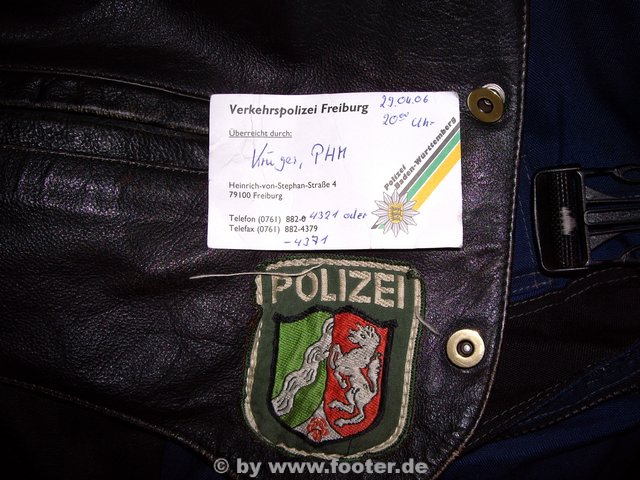 Verkehrspolizei Freiburg
29.04.06
20⁰⁰ Uhr
Überreicht durch:
Krüger, PHM
Polizei
Baden-Württemberg
Heinrich-von-Stephan-Straße 4
79100 Freiburg
Telefon (0761) 882-0 4321 oder
Telefax (0761) 882-4379
-4371
POLIZEI
© by www.footer.de